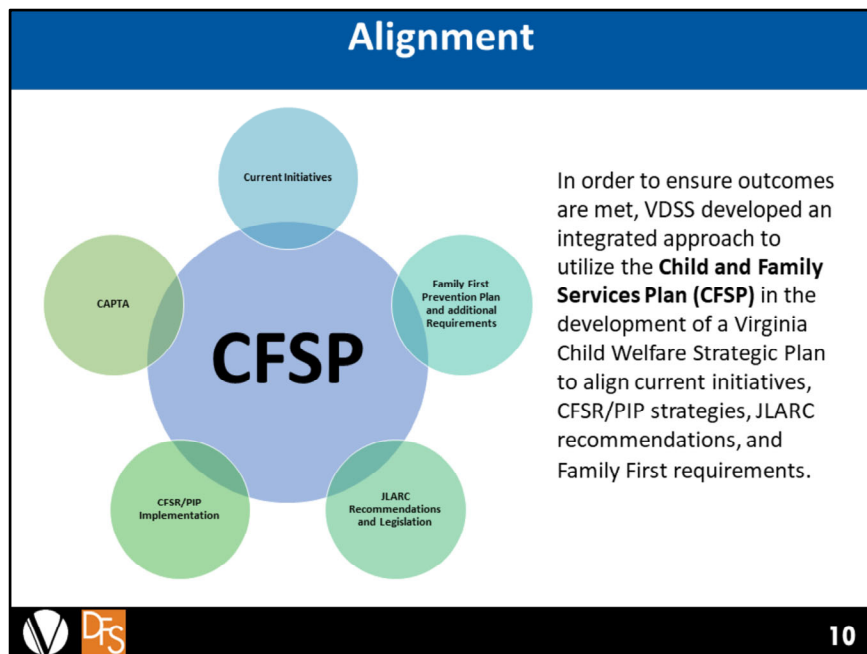 Alignment
Current Initiatives
CAPTA
Family First
Prevention Plan
and additional
Requirements
CFSP
CFSR/PIP
Implementation
JLARC
Recommendations
and Legislation
In order to ensure outcomes
are met, VDSS developed an
integrated approach to
utilize the Child and Family
Services Plan (CFSP) in the
development of a Virginia
Child Welfare Strategic Plan
to align current initiatives,
CFSR/PIP strategies, JLARC
recommendations, and
Family First requirements.
DFS
10